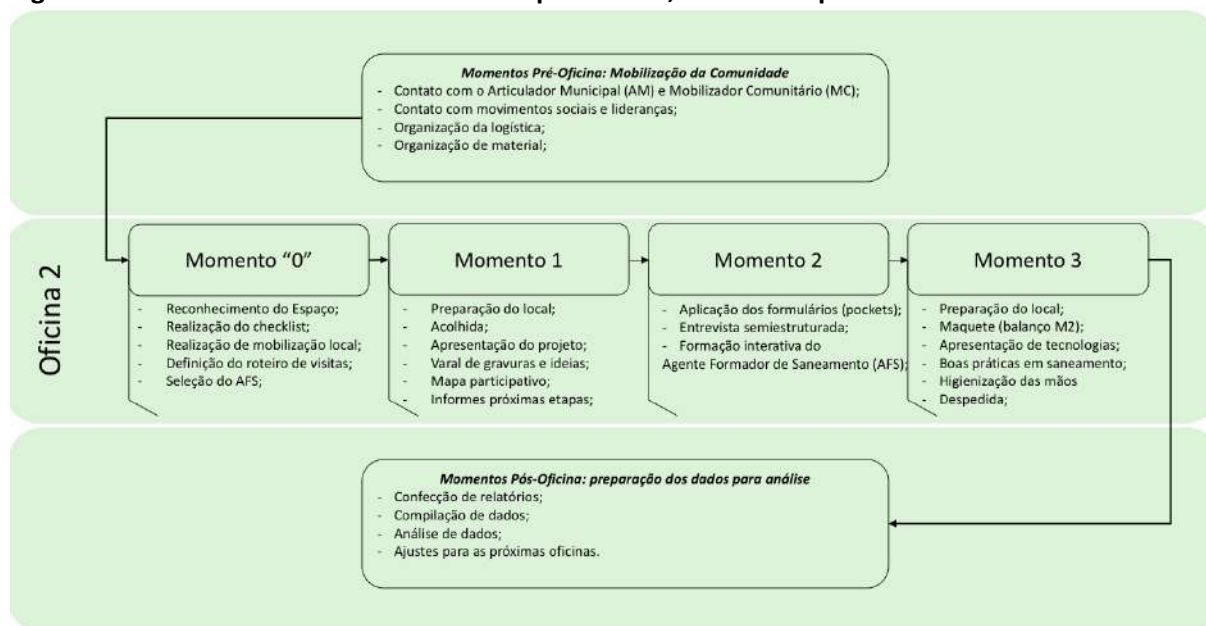 Momentos Pré-Oficina: Mobilização da Comunidade
- Contato com o Articulador Municipal (AM) e Mobilizador Comunitário (MC);
- Contato com movimentos sociais e lideranças;
- Organização da logística;
- Organização de material;
Oficina 2
Momento “0”
- Reconhecimento do Espaço;
- Realização do checklist;
- Realização de mobilização local;
- Definição do roteiro de visitas;
- Seleção do AFS;
Momento 1
- Preparação do local;
- Acolhida;
- Apresentação do projeto;
- Varal de gravuras e ideias;
- Mapa participativo;
- Informes próximas etapas;
Momento 2
- Aplicação dos formulários (pockets);
- Entrevista semiestruturada;
- Formação interativa do
Agente Formador de Saneamento (AFS);
Momento 3
- Preparação do local;
- Maquete (balanço M2);
- Apresentação de tecnologias;
- Boas práticas em saneamento;
- Higienização das mãos
- Despedida;
Momentos Pós-Oficina: preparação dos dados para análise
- Confecção de relatórios;
- Compilação de dados;
- Análise de dados;
- Ajustes para as próximas oficinas.